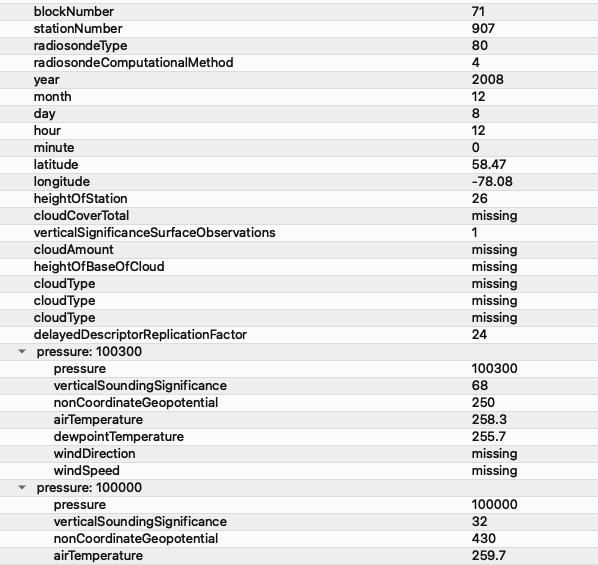 blockNumber 71
stationNumber 907
radiosondeType 80
radiosondeComputationalMethod 4
year 2008
month 12
day 8
hour 12
minute 0
latitude 58.47
longitude -78.08
heightOfStation 26
cloudCoverTotal missing
verticalSignificanceSurfaceObservations 1
cloudAmount missing
heightOfBaseOfCloud missing
cloudType missing
cloudType missing
cloudType missing
delayedDescriptorReplicationFactor 24
pressure: 100300
pressure 100300
verticalSoundingSignificance 68
nonCoordinateGeopotential 250
airTemperature 258.3
dewpointTemperature 255.7
windDirection missing
windSpeed missing
pressure: 100000
pressure 100000
verticalSoundingSignificance 32
nonCoordinateGeopotential 430
airTemperature 259.7